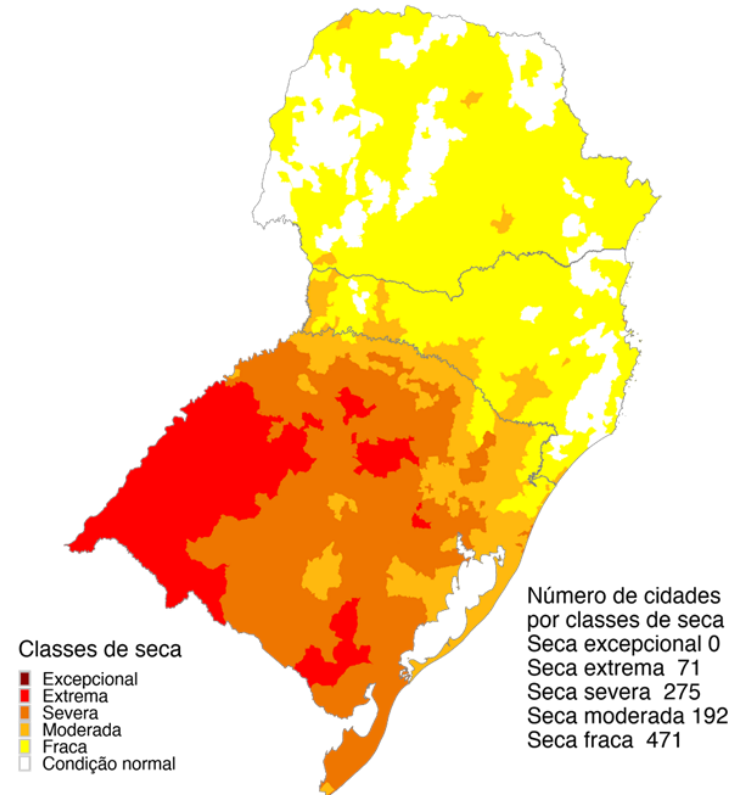 Classes de seca
Excepcional
Extrema
Severa
Moderada
Fraca
Condição normal
Número de cidades
por classes de seca
Seca excepcional 0
Seca extrema 71
Seca severa 275
Seca moderada 192
Seca fraca 471